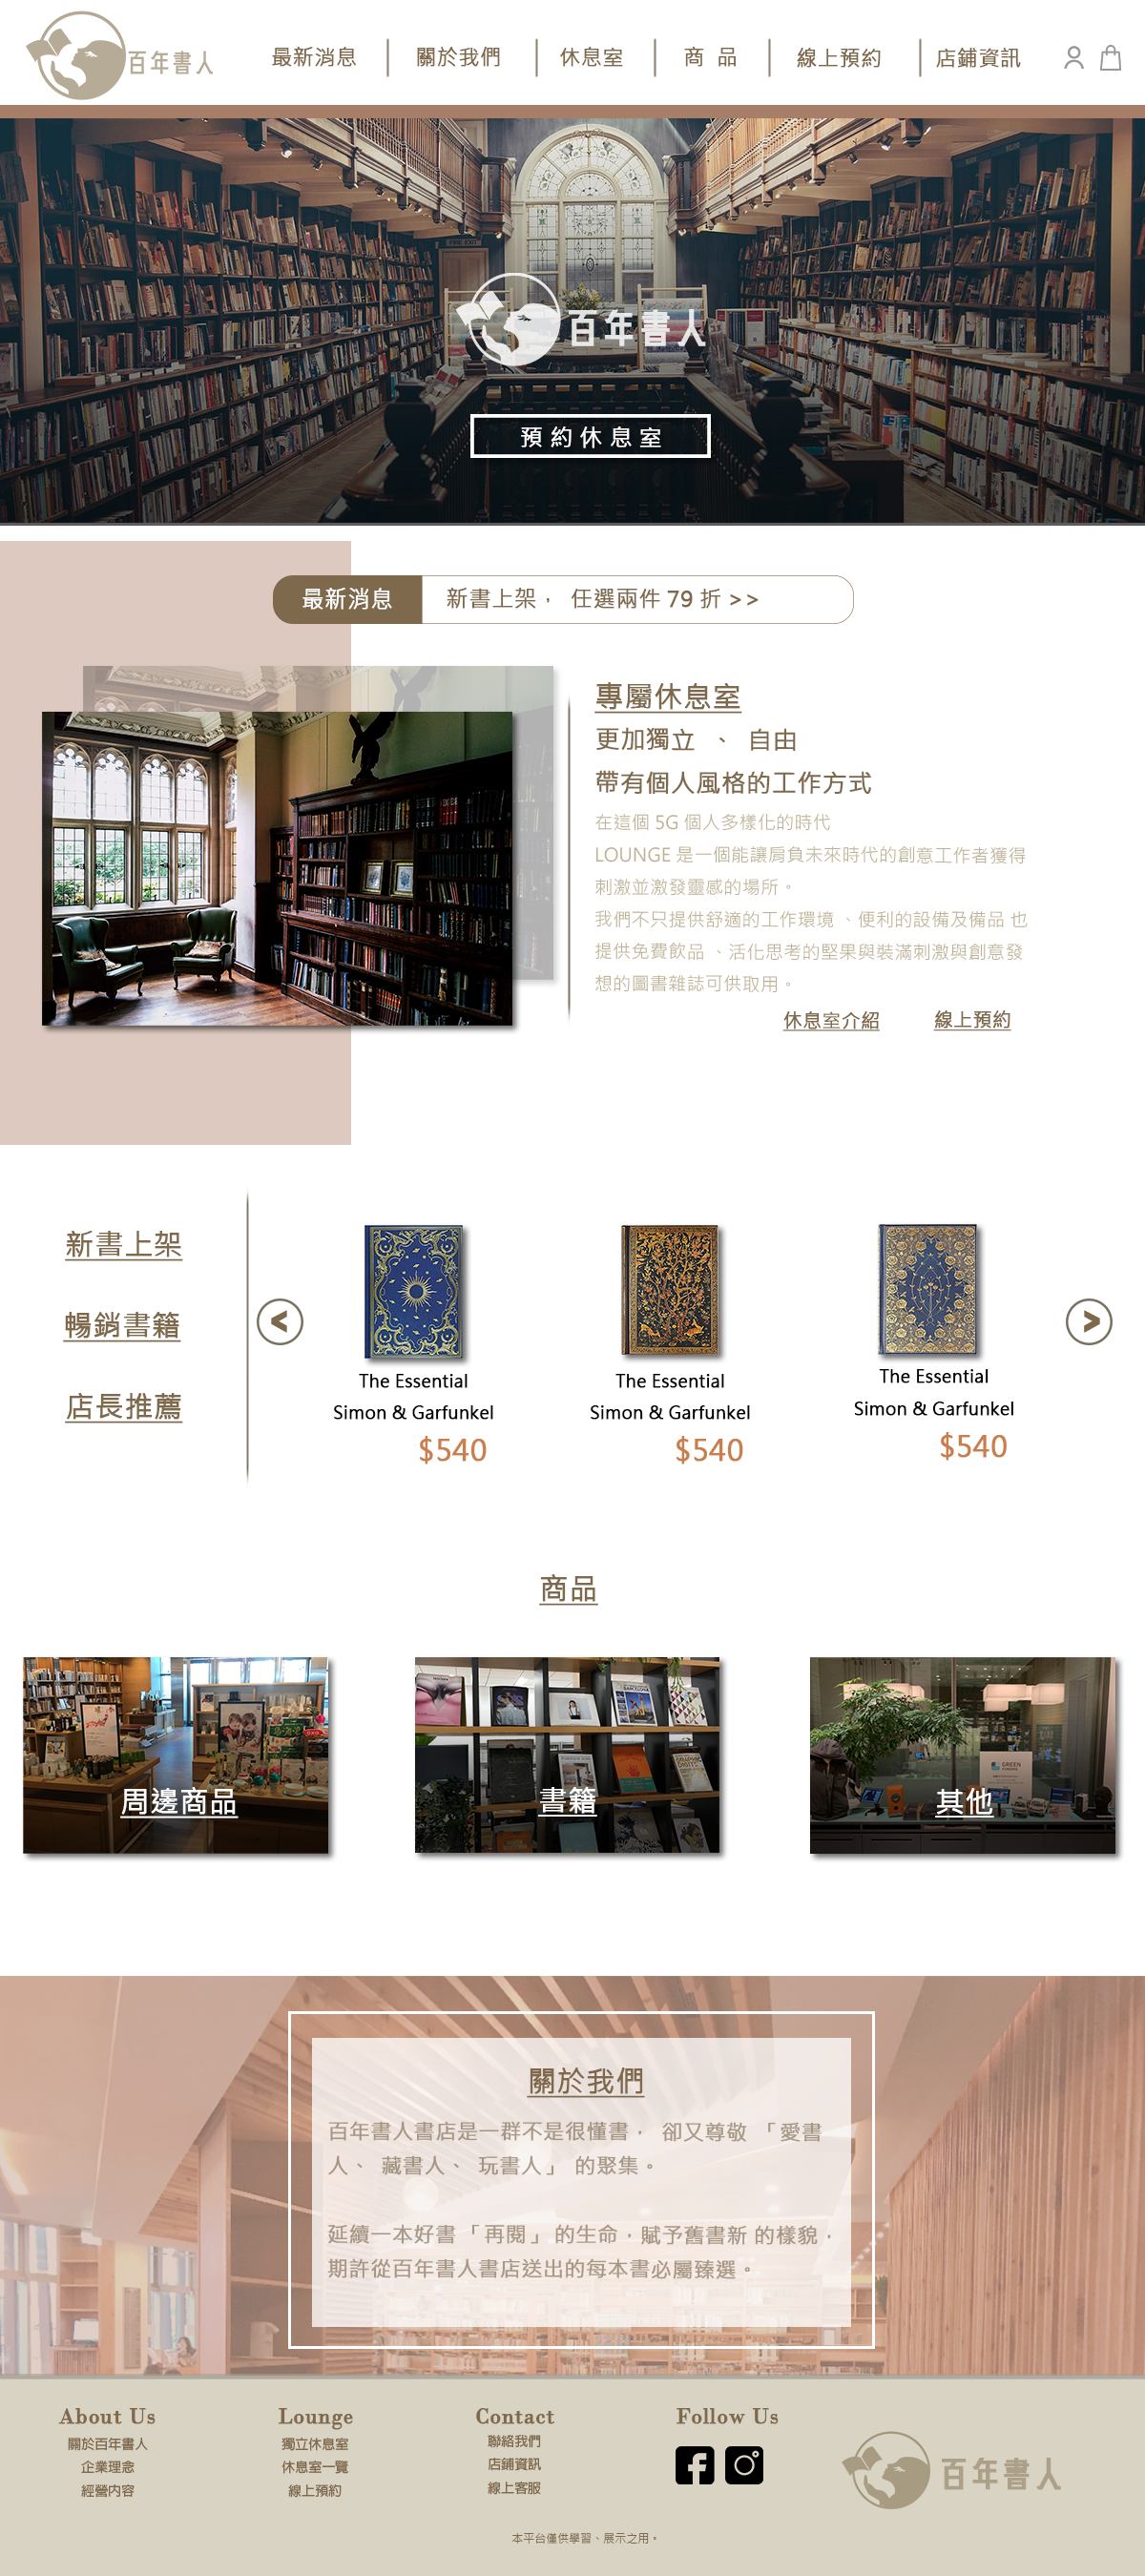 百年書人
最新消息
關於我們
休息室
商 品
線上預約
店鋪資訊
百年書人
預約休息室
最新消息
新書上架， 任選兩件 79 折 >>
專屬休息室
更加獨立 、 自由
帶有個人風格的工作方式
在這個 5G 個人多樣化的時代
LOUNGE 是一個能讓肩負未來時代的創意工作者獲得
刺激並激發靈感的場所。
我們不只提供舒適的工作環境 、便利的設備及備品 也
提供免費飲品 、活化思考的堅果與裝滿刺激與創意發
想的圖書雜誌可供取用。
休息室介紹
線上預約
新書上架
暢銷書籍
店長推薦
<
>
The Essential
Simon & Garfunkel
$540
The Essential
Simon & Garfunkel
$540
The Essential
Simon & Garfunkel
$540
商品
周邊商品
書籍
其他
關於我們
百年書人書店是一群不是很懂書， 卻又尊敬 「愛書
人、 藏書人、 玩書人」 的聚集。
延續一本好書「再閱」的生命，賦予舊書新 的樣貌，
期許從百年書人書店送出的每本書必屬臻選。
About Us
關於百年書人
企業理念
經營內容
Lounge
獨立休息室
休息室一覽
線上預約
Contact
聯絡我們
店鋪資訊
線上客服
Follow Us
百年書人
本平台僅供學習、展示之用。